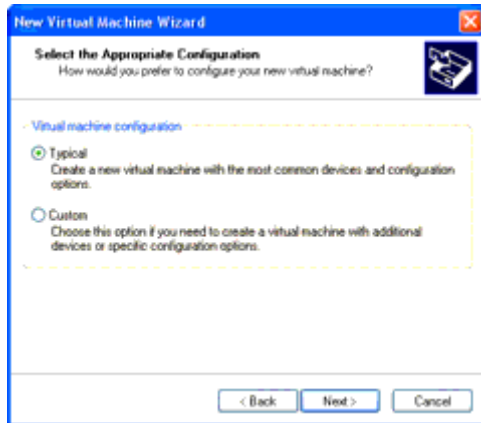 New Virtual Machine Wizard
Select the Appropriate Configuration
How would you prefer to configure your new virtual machine?
Virtual machine configuration
Typical
Create a new virtual machine with the most common devices and configuration
options.
Custom
Choose this option if you need to create a virtual machine with additional
devices or specific configuration options.
< Back
Next >
Cancel